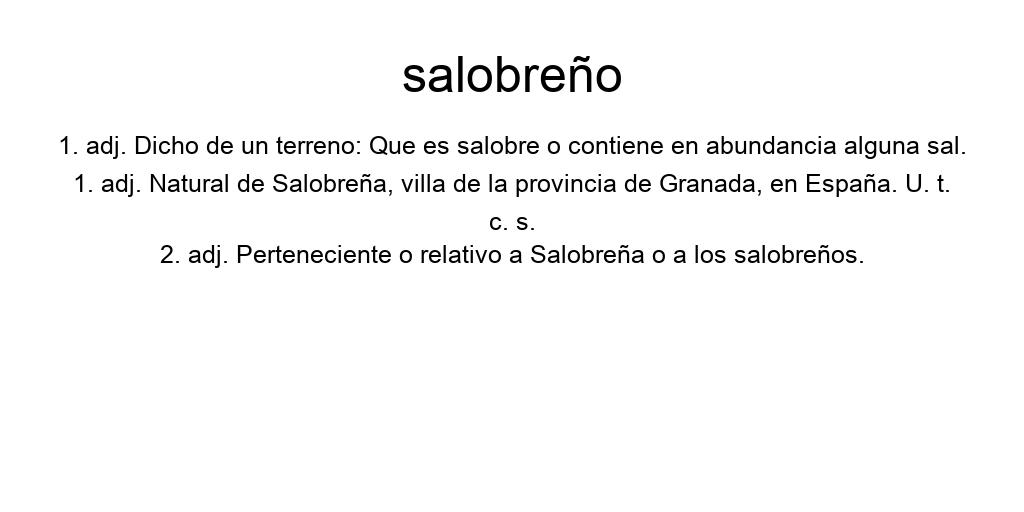 salobreño
1. adj. Dicho de un terreno: Que es salobre o contiene en abundancia alguna sal.
1. adj. Natural de Salobreña, villa de la provincia de Granada, en España. U. t.
c. s.
2. adj. Perteneciente o relativo a Salobreña o a los salobreños.